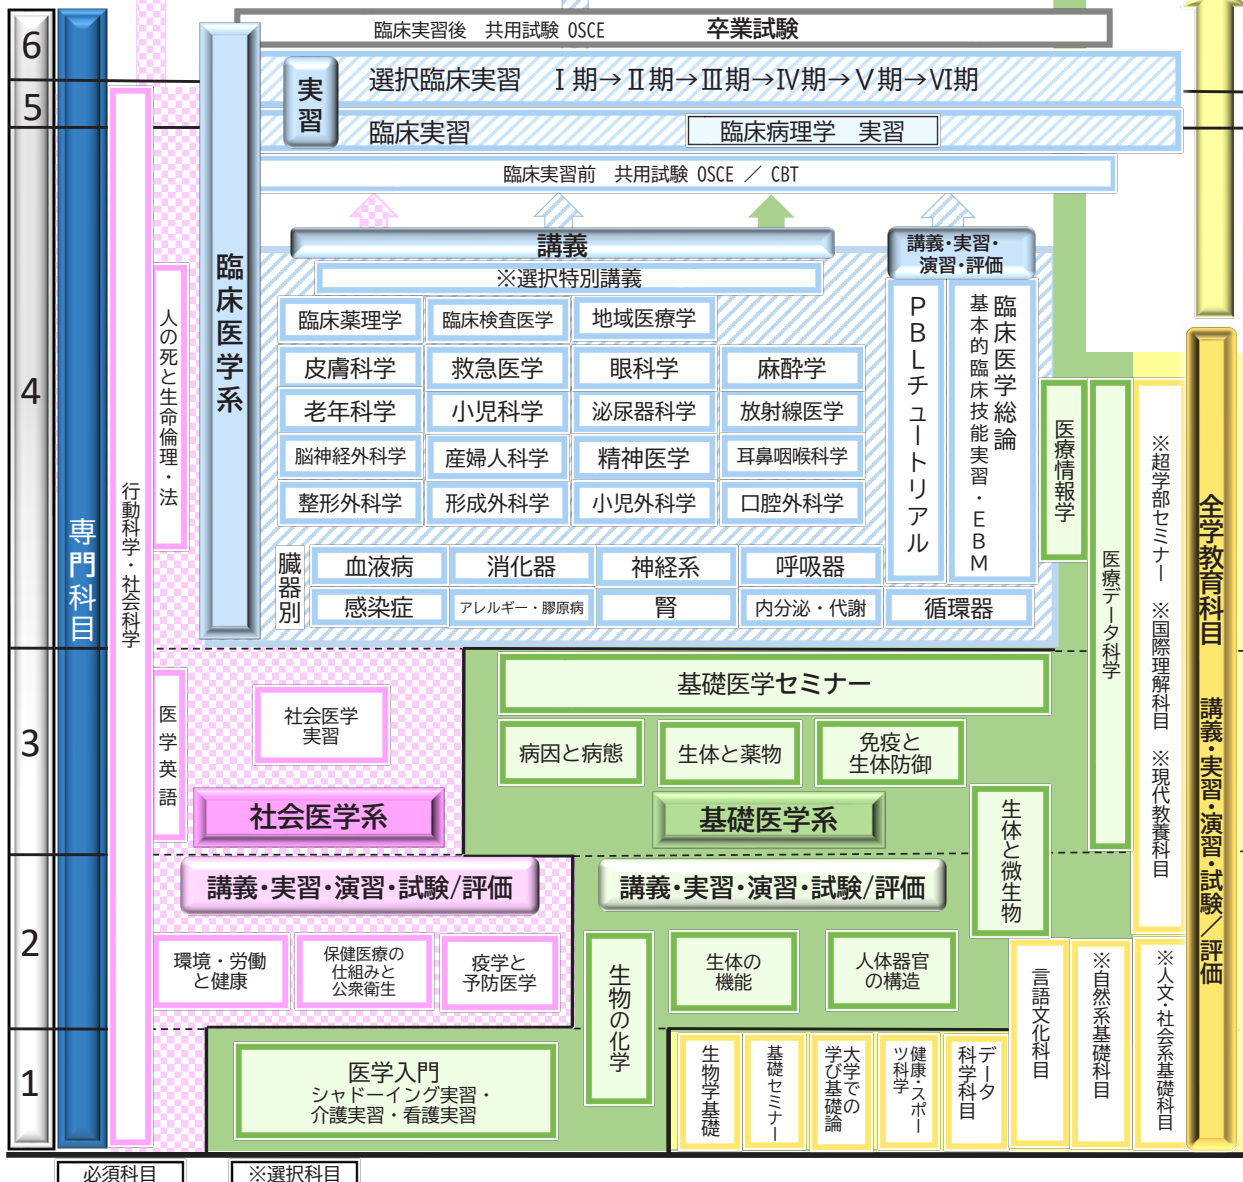 6
5
4
3
2
1
専門科目
行動科学・社会科学
臨床実習後　共用試験 OSCE　卒業試験
実習
選択臨床実習　Ⅰ期→Ⅱ期→Ⅲ期→Ⅳ期→Ⅴ期→Ⅵ期
臨床実習
臨床病理学　実習
臨床実習前　共用試験 OSCE ／ CBT
臨床医学系
人の死と生命倫理・法
講義
※選択特別講義
臨床薬理学
臨床検査医学
地域医療学
皮膚科学
救急医学
眼科学
麻酔学
老年科学
小児科学
泌尿器科学
放射線医学
脳神経外科学
産婦人科学
精神医学
耳鼻咽喉科学
整形外科学
形成外科学
小児外科学
口腔外科学
臓器別
血液病
消化器
神経系
呼吸器
感染症
アレルギー・膠原病
腎
内分泌・代謝
循環器
講義・実習・
演習・評価
PBLチュートリアル
臨床医学総論
基本的臨床技能実習・EBM
医療情報学
医療データ科学
※超学部セミナー　※国際理解科目　※現代教養科目
全学教育科目　講義・実習・演習・試験／評価
医学英語
社会医学
実習
社会医学系
講義・実習・演習・試験/評価
環境・労働
と健康
保健医療の
仕組みと
公衆衛生
疫学と
予防医学
基礎医学セミナー
病因と病態
生体と薬物
免疫と
生体防御
基礎医学系
生体と微生物
講義・実習・演習・試験/評価
生物の化学
生体の
機能
人体器官
の構造
医学入門
シャドーイング実習・
介護実習・看護実習
生物学基礎
基礎セミナー
大学での
学び基礎論
健康・スポー
ツ科学
データ
科学科目
言語文化科目
※自然系基礎科目
※人文・社会系基礎科目
必須科目
※選択科目